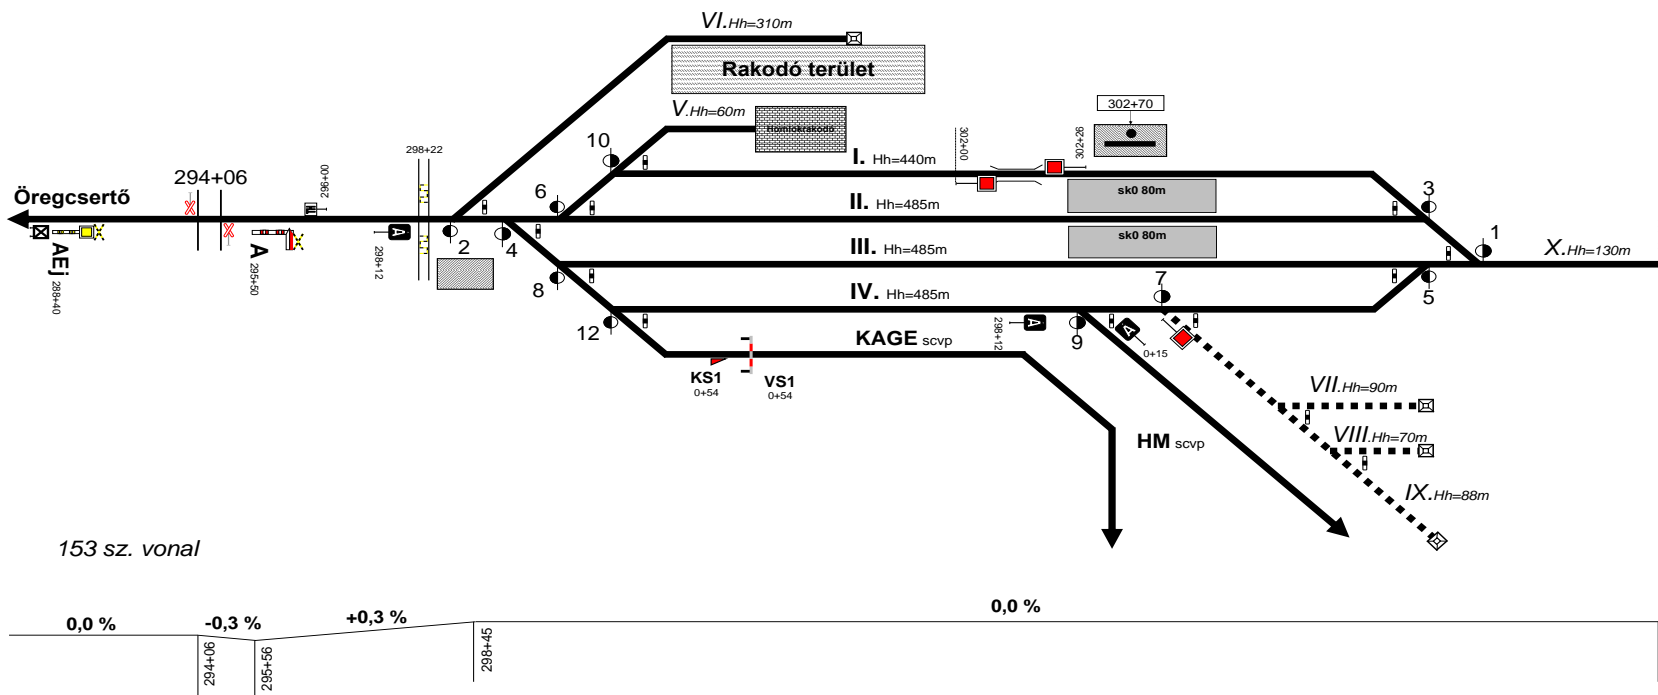 VI.Hh=310m
Rakodó terület
V.Hh=60m
Homlokrakodó
302+70
10
302+00
302+26
I. Hh=440m
298+22
294+06
296+00
Öregcsertő
6
sk0 80m
3
II. Hh=485m
1
A
AEj
288+40
A
295+50
298+12
2
4
sk0 80m
III. Hh=485m
X.Hh=130m
8
7
5
IV. Hh=485m
12
298+12
A
9
A
0+15
KAGE scvp
KS1
0+54
VS1
0+54
VII.Hh=90m
HM scvp
VIII.Hh=70m
IX.Hh=88m
153 sz. vonal
0,0 %
-0,3 %
+0,3 %
0,0 %
294+06
295+56
298+45